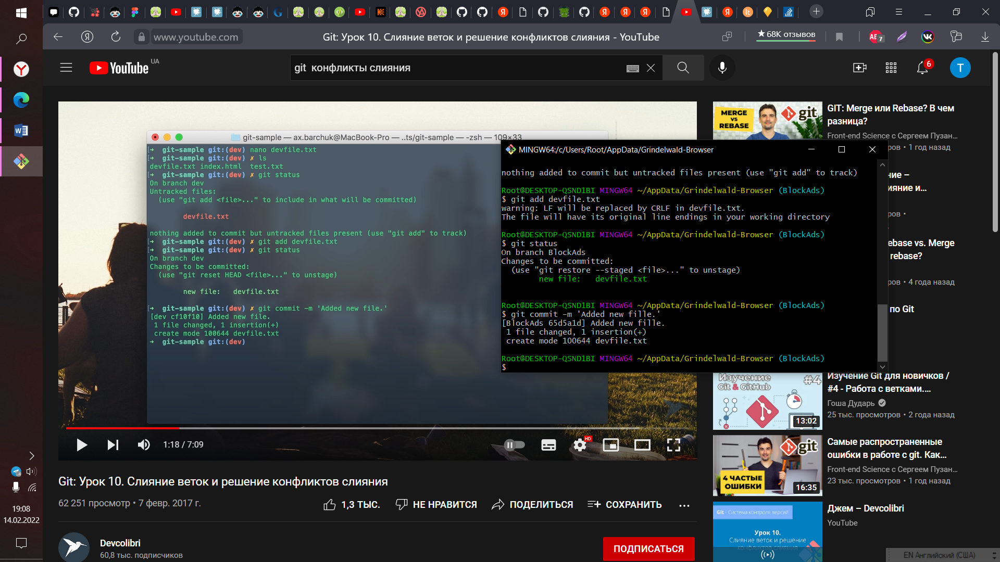 www.youtube.com
Git: Урок 10. Слияние веток и решение конфликтов слияния - YouTube
★ 68K отзывов
7
YouTube
UA
git конфликты слияния
6
T
git-sample — ax.barchuk@MacBook-Pro — ..ts/git-sample — -zsh — 109×33
[➜ git-sample git:(dev) nano devfile.txt
[➜ git-sample git:(dev) ✗ ls
devfile.txt index.html test.txt
[➜ git-sample git:(dev) ✗ git status
On branch dev
Untracked files:
(use "git add <file>..." to include in what will be committed)
devfile.txt
nothing added to commit but untracked files present (use "git add" to track)
[➜ git-sample git:(dev) ✗ git add devfile.txt
[➜ git-sample git:(dev) ✗ git status
On branch dev
Changes to be committed:
(use "git reset HEAD <file>..." to unstage)
new file: devfile.txt
[➜ git-sample git:(dev) ✗ git commit -m 'Added new file.'
[dev cf10f10] Added new file.
1 file changed, 1 insertion(+)
create mode 100644 devfile.txt
➜ git-sample git:(dev)
MINGW64:/c/Users/Root/AppData/Grindelwald-Browser
nothing added to commit but untracked files present (use "git add" to track)
Root@DESKTOP-QSND1BI MINGW64 ~/AppData/Grindelwald-Browser (BlockAds)
$ git add devfile.txt
warning: LF will be replaced by CRLF in devfile.txt.
The file will have its original line endings in your working directory
Root@DESKTOP-QSND1BI MINGW64 ~/AppData/Grindelwald-Browser (BlockAds)
$ git status
On branch BlockAds
Changes to be committed:
(use "git restore --staged <file>..." to unstage)
new file: devfile.txt
Root@DESKTOP-QSND1BI MINGW64 ~/AppData/Grindelwald-Browser (BlockAds)
$ git commit -m 'Added new fille.'
[BlockAds 65d5a1d] Added new fille.
1 file changed, 1 insertion(+)
create mode 100644 devfile.txt
Root@DESKTOP-QSND1BI MINGW64 ~/AppData/Grindelwald-Browser (BlockAds)
$
1:18 / 7:09
HD
Git: Урок 10. Слияние веток и решение конфликтов слияния
62 251 просмотр • 7 февр. 2017 г.
1,3 ТЫС.
НЕ НРАВИТСЯ
ПОДЕЛИТЬСЯ
СОХРАНИТЬ
Devcolibri
60,8 тыс. подписчиков
ПОДПИСАТЬСЯ
MERGE
VS
REBASE
git
GIT: Merge или Rebase? В чем
разница?
Front-end Science с Сергеем Пузан...
ров • 1 год назад
ние –
ияние и...
ров •
ebase vs. Merge
rebase?
ров • 4 года назад
по Git
Изучение
Git & GitHub
#4
13:02
Изучение Git для новичков /
#4 - Работа с ветками....
Гоша Дударь
25 тыс. просмотров • 2 года назад
git
4 ЧАСТЫЕ
ОШИБКИ
16:35
Самые распространенные
ошибки в работе с git. Как...
Front-end Science с Сергеем Пузан...
23 тыс. просмотров • 1 год назад
Git - Система контроля версий
Урок 10.
Слияние веток и решение
конфликтов слияния
Джем – Devcolibri
YouTube
19:08
14.02.2022
EN Английский (США)